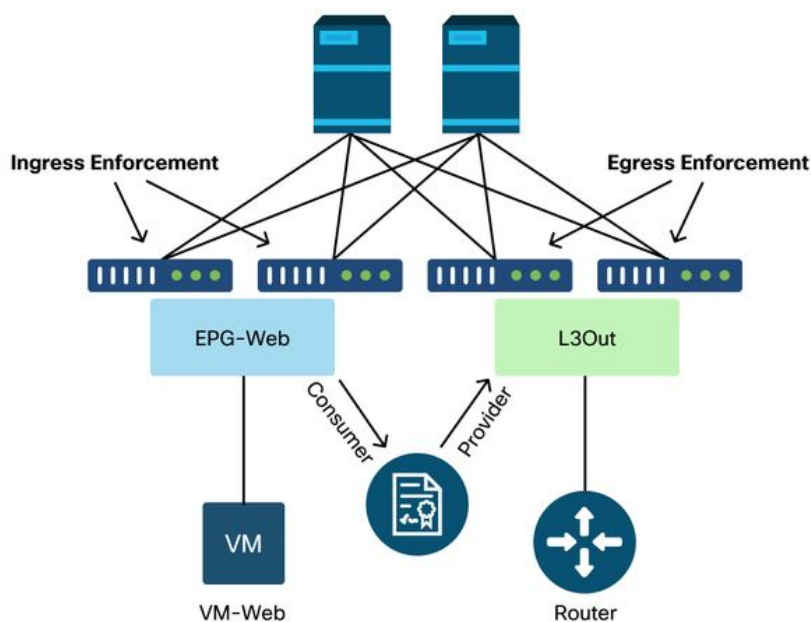 Ingress Enforcement
Egress Enforcement
EPG-Web
L3Out
Consumer
Provider
VM
VM-Web
Router